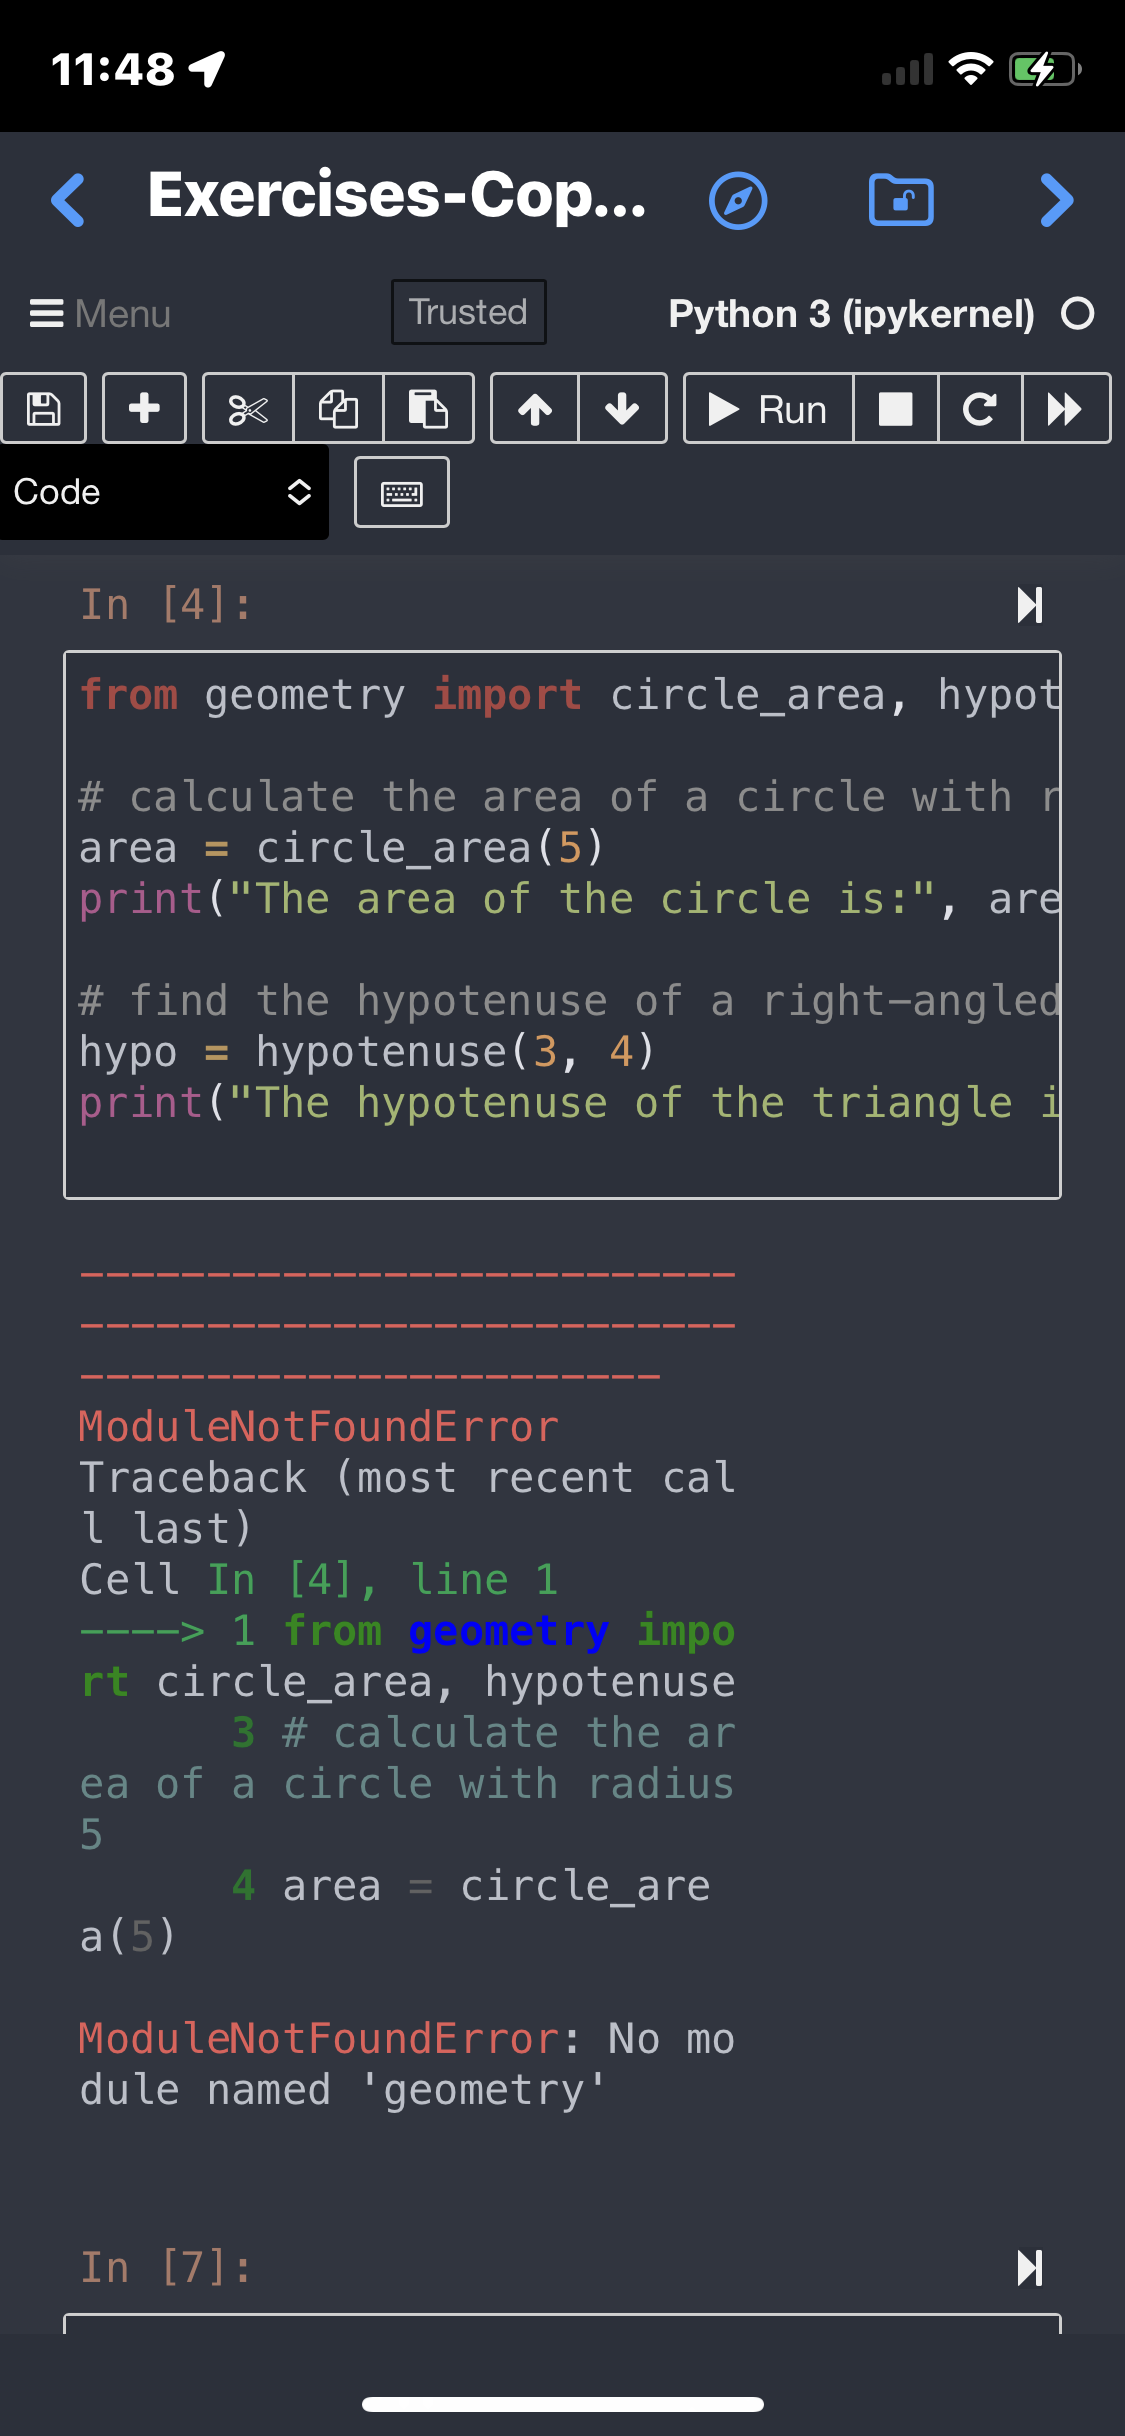 11:48
Exercises-Cop...
Menu
Trusted
Python 3 (ipykernel)
Run
Code
In [4]:
from geometry import circle_area, hypot
# calculate the area of a circle with r
area = circle_area(5)
print("The area of the circle is:", are
# find the hypotenuse of a right-angled
hypo = hypotenuse(3, 4)
print("The hypotenuse of the triangle i
--------------------------
--------------------------
-----------------------
ModuleNotFoundError
Traceback (most recent cal
l last)
Cell In [4], line 1
----> 1 from geometry impo
rt circle_area, hypotenuse
      3 # calculate the ar
ea of a circle with radius
5
      4 area = circle_are
a(5)
ModuleNotFoundError: No mo
dule named 'geometry'
In [7]: